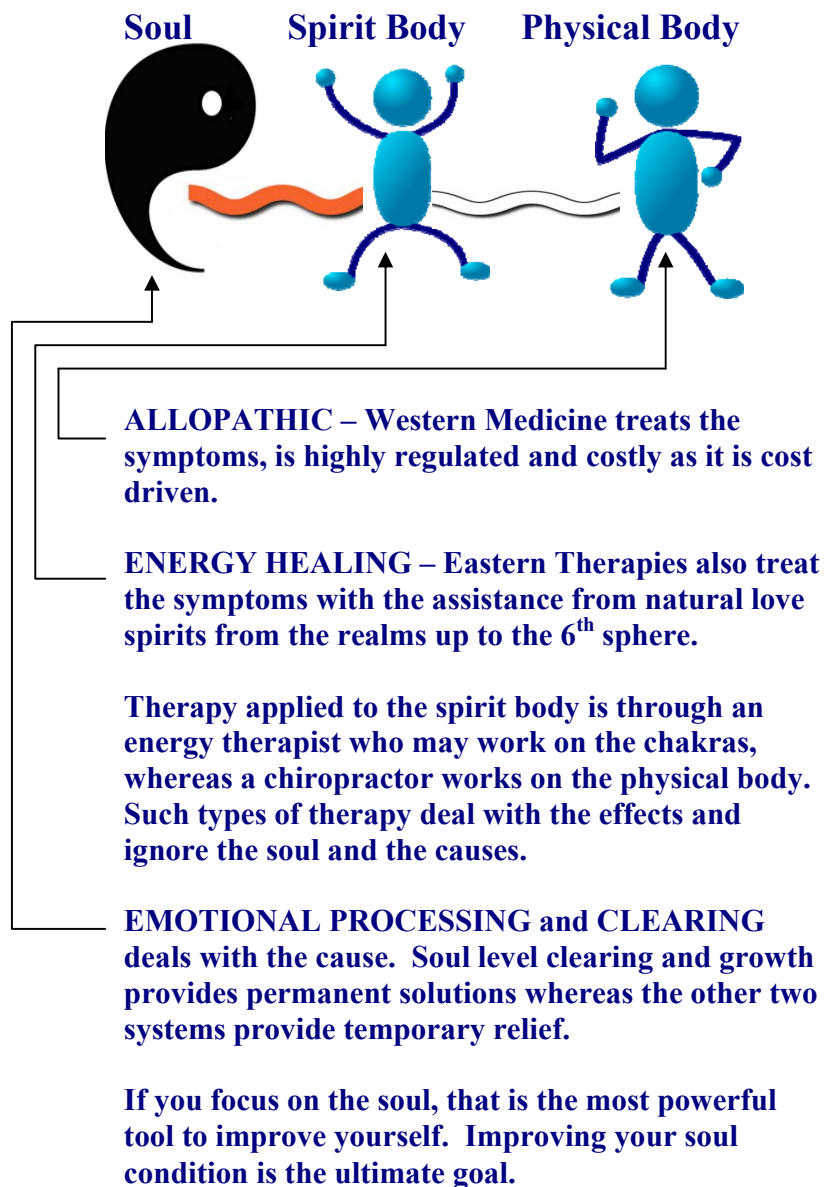 Soul Spirit Body Physical Body
ALLOPATHIC – Western Medicine treats the
symptoms, is highly regulated and costly as it is cost
driven.
ENERGY HEALING – Eastern Therapies also treat
the symptoms with the assistance from natural love
spirits from the realms up to the 6th sphere.
Therapy applied to the spirit body is through an
energy therapist who may work on the chakras,
whereas a chiropractor works on the physical body.
Such types of therapy deal with the effects and
ignore the soul and the causes.
EMOTIONAL PROCESSING and CLEARING
deals with the cause. Soul level clearing and growth
provides permanent solutions whereas the other two
systems provide temporary relief.
If you focus on the soul, that is the most powerful
tool to improve yourself. Improving your soul
condition is the ultimate goal.